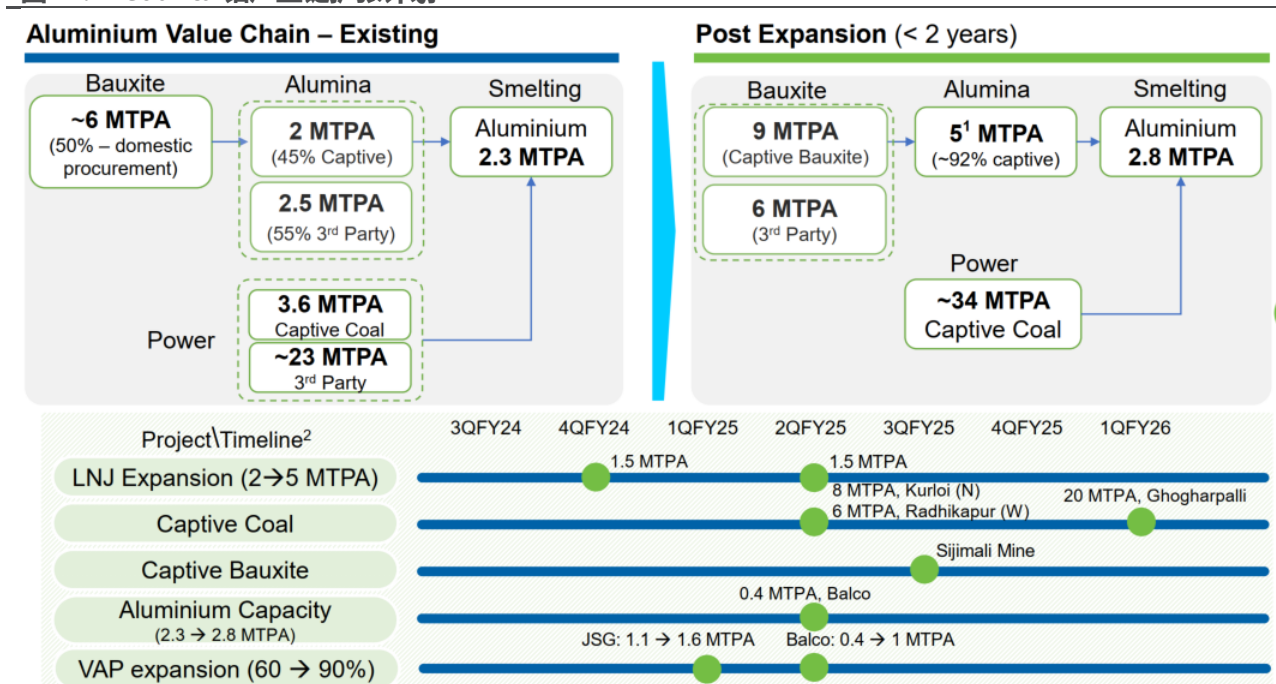 Aluminium Value Chain – Existing
Bauxite
Alumina
Smelting
~6 MTPA
(50% – domestic
procurement)
2 MTPA
(45% Captive)
2.5 MTPA
(55% 3rd Party)
Aluminium
2.3 MTPA
Power
3.6 MTPA
Captive Coal
~23 MTPA
3rd Party
Post Expansion (< 2 years)
Bauxite
Alumina
Smelting
9 MTPA
(Captive Bauxite)
6 MTPA
(3rd Party)
5¹ MTPA
(~92% captive)
Aluminium
2.8 MTPA
Power
~34 MTPA
Captive Coal
Project\Timeline²
3QFY24 4QFY24 1QFY25 2QFY25 3QFY25 4QFY25 1QFY26
LNJ Expansion (2→5 MTPA)
1.5 MTPA
1.5 MTPA
Captive Coal
8 MTPA, Kurloi (N)
6 MTPA, Radhikapur (W)
20 MTPA, Ghogharpalli
Captive Bauxite
Sijimali Mine
Aluminium Capacity
(2.3 → 2.8 MTPA)
0.4 MTPA, Balco
VAP expansion (60 → 90%)
JSG: 1.1 → 1.6 MTPA
Balco: 0.4 → 1 MTPA